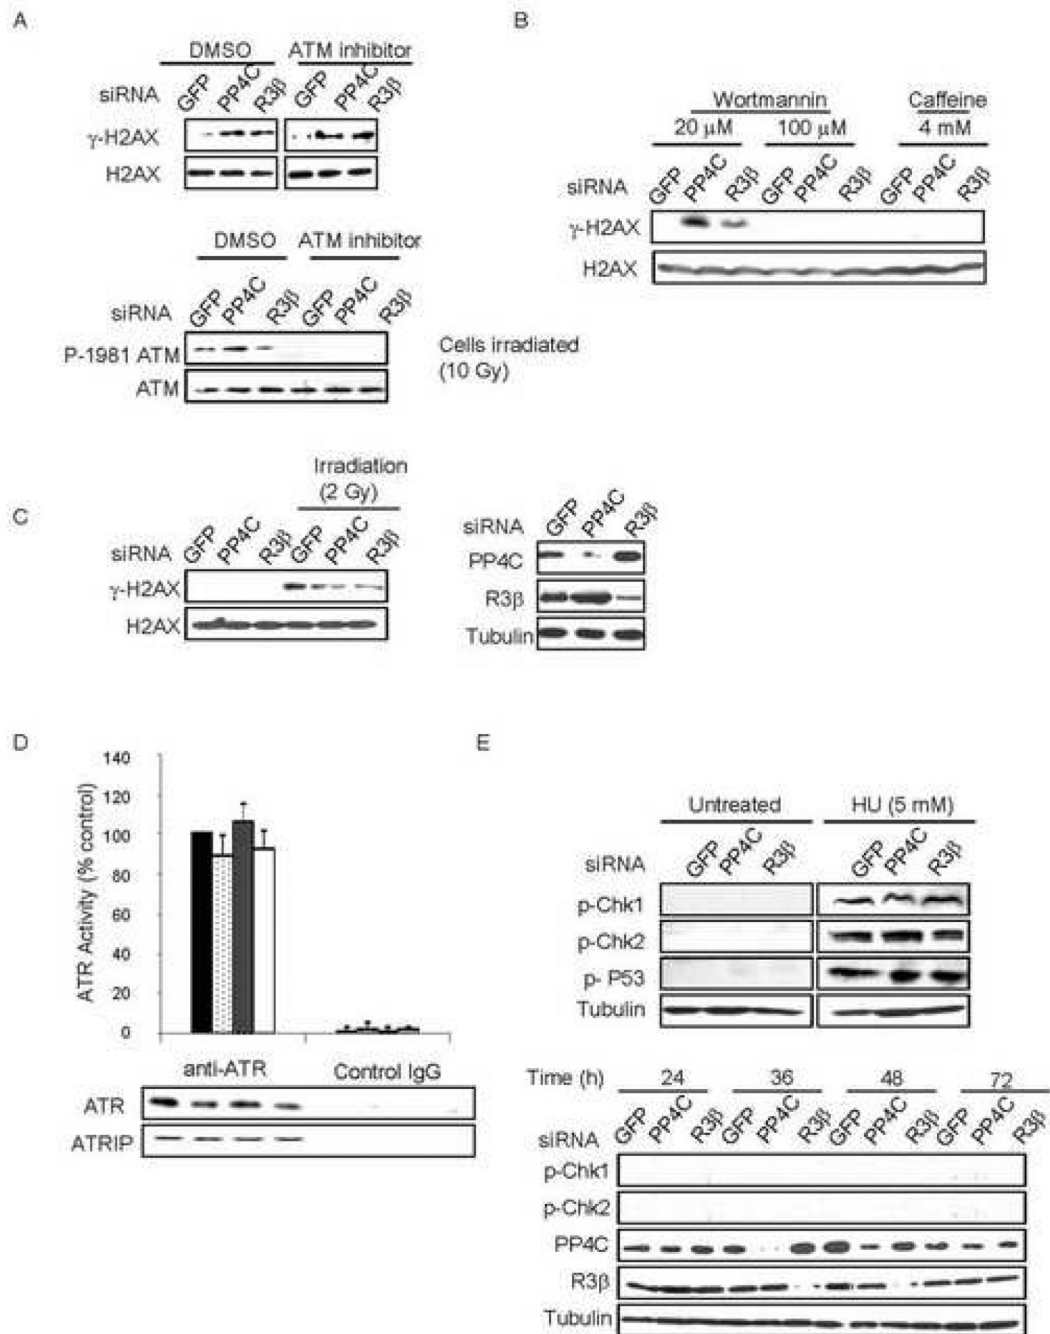 A
DMSO ATM inhibitor
siRNA GFP PP4C R3β GFP PP4C R3β
γ-H2AX
H2AX
DMSO ATM inhibitor
siRNA GFP PP4C R3β GFP PP4C R3β
P-1981 ATM
ATM
Cells irradiated
(10 Gy)
B
Wortmannin Caffeine
20 µM 100 µM 4 mM
siRNA GFP PP4C R3β GFP PP4C R3β GFP PP4C R3β
γ-H2AX
H2AX
C
Irradiation
(2 Gy)
siRNA GFP PP4C R3β GFP PP4C R3β
γ-H2AX
H2AX
siRNA GFP PP4C R3β
PP4C
R3β
Tubulin
D
ATR Activity (% control)
140
120
100
80
60
40
20
0
anti-ATR Control IgG
ATR
ATRIP
E
Untreated HU (5 mM)
siRNA GFP PP4C R3β GFP PP4C R3β
p-Chk1
p-Chk2
p- P53
Tubulin
Time (h) 24 36 48 72
siRNA GFP PP4C R3β GFP PP4C R3β GFP PP4C R3β GFP PP4C R3β
p-Chk1
p-Chk2
PP4C
R3β
Tubulin